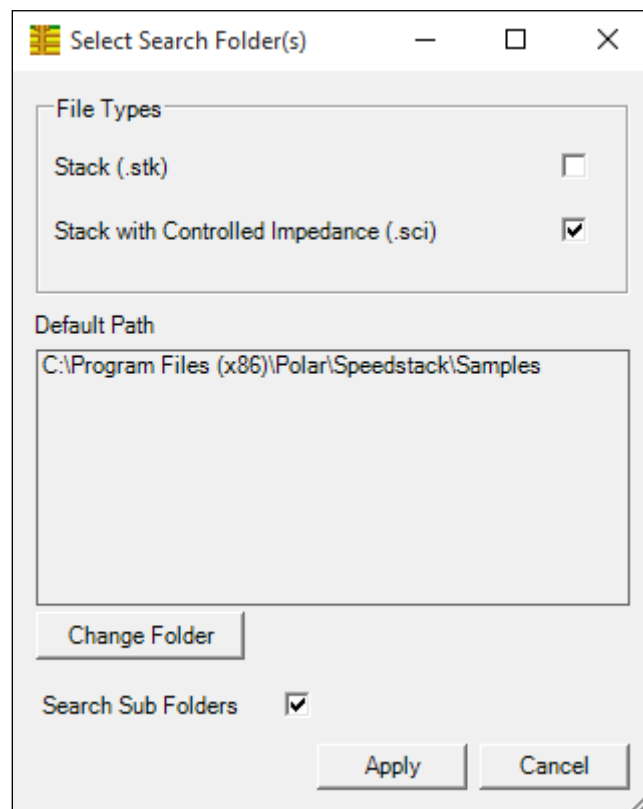 Select Search Folder(s)
File Types
Stack (.stk)
Stack with Controlled Impedance (.sci)
Default Path
C:\Program Files (x86)\Polar\Speedstack\Samples
Change Folder
Search Sub Folders
Apply Cancel